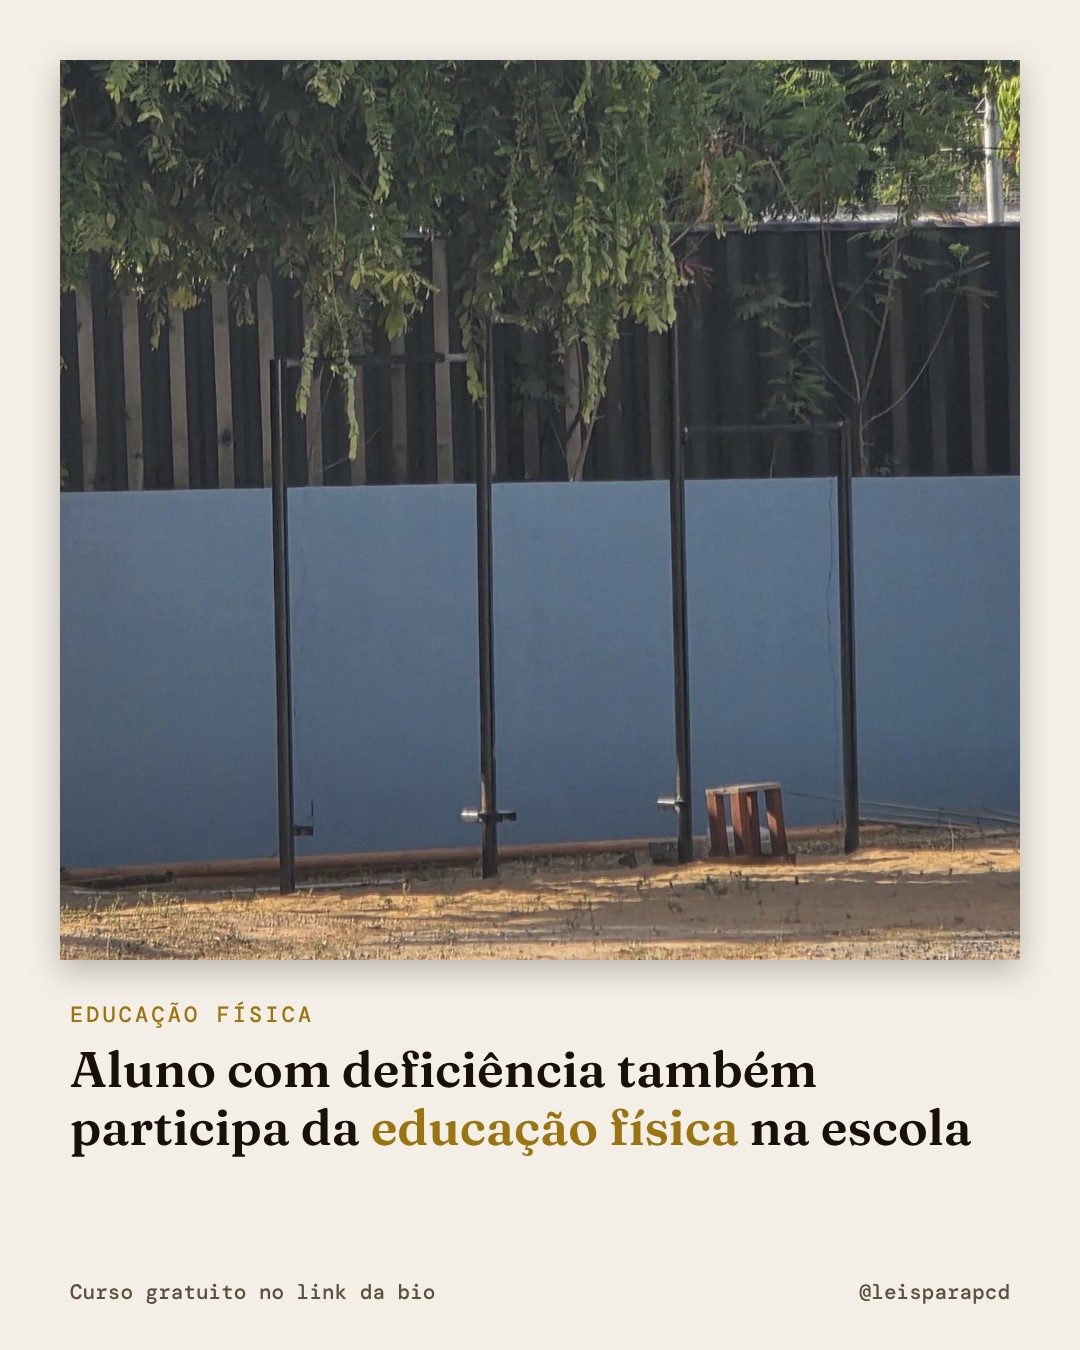 EDUCAÇÃO FÍSICA
Aluno com deficiência também
participa da educação física na escola
Curso gratuito no link da bio
@leisparapcd